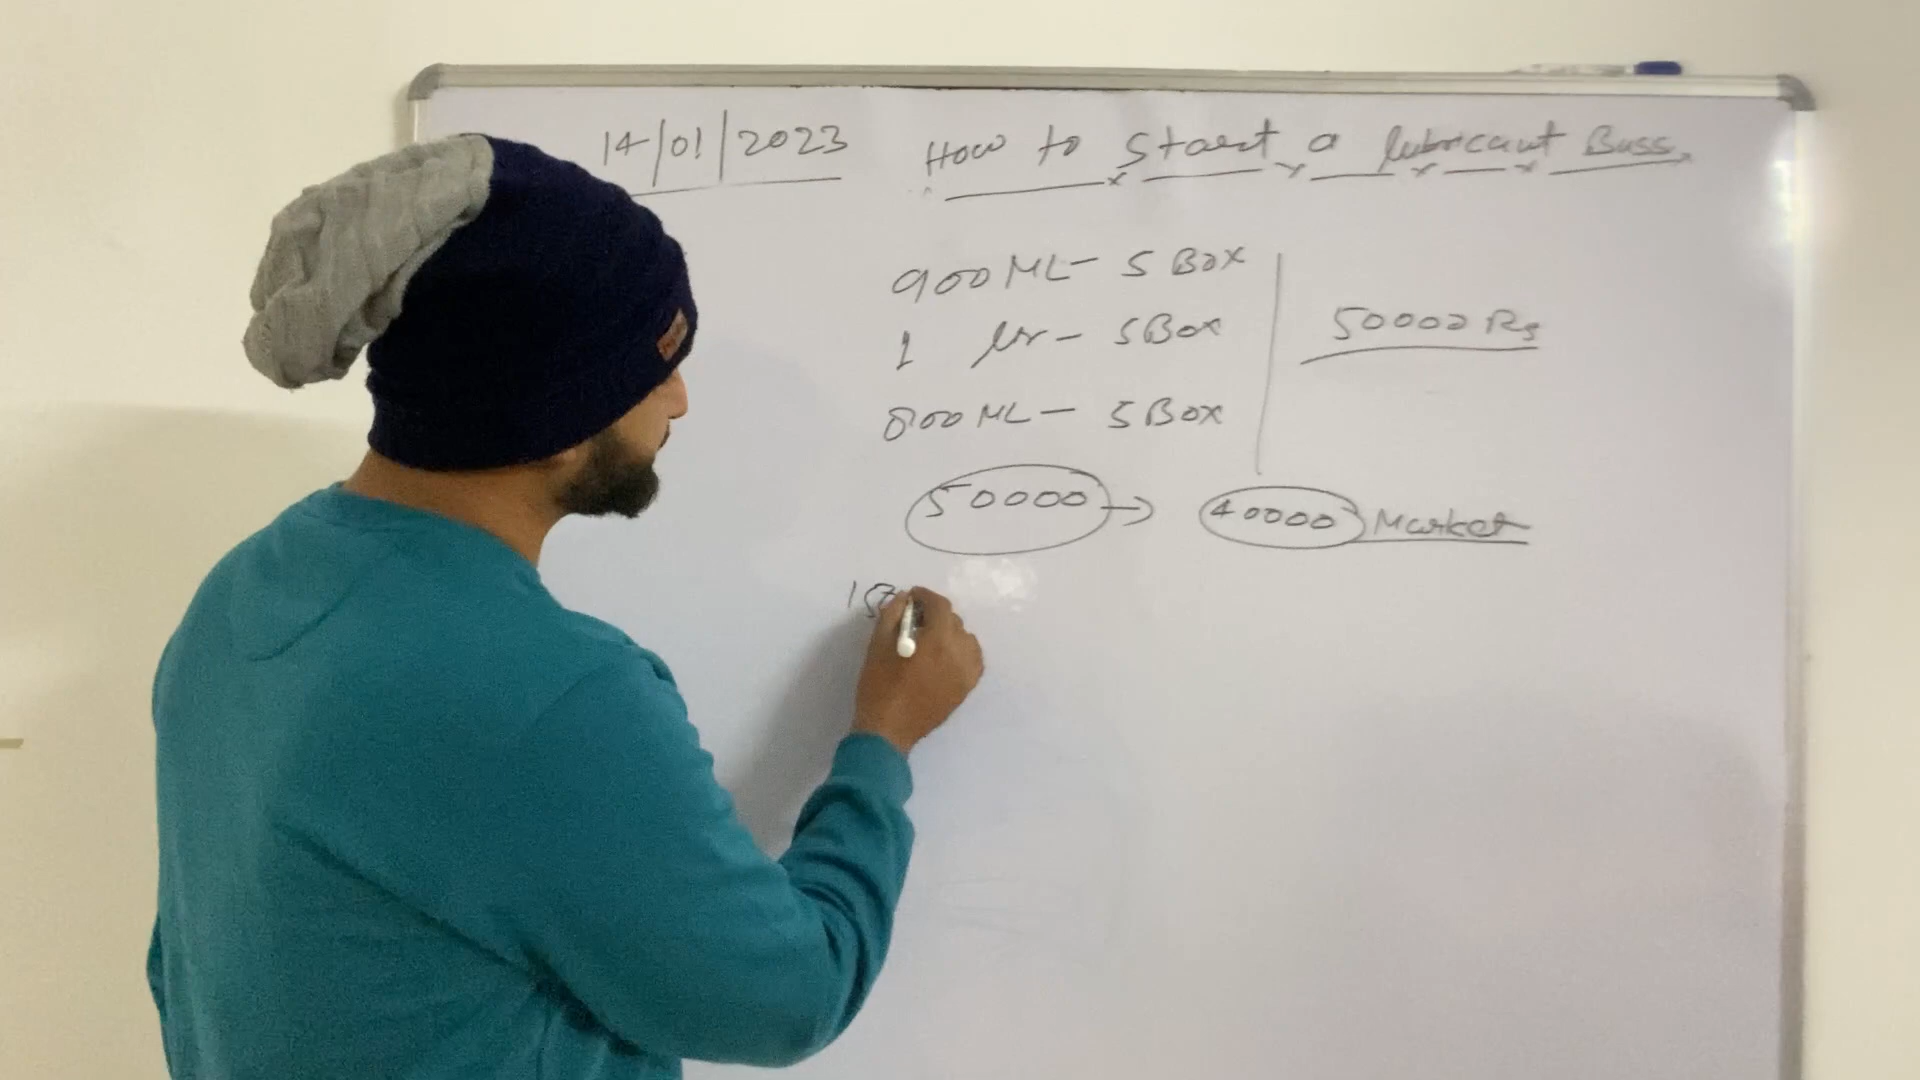 14/01/2023 How to Start a lubricant Buss
900 ML - 5 Box
1 ltr - 5 Box
50000 Rs
800 ML - 5 Box
50000 → 40000 Market